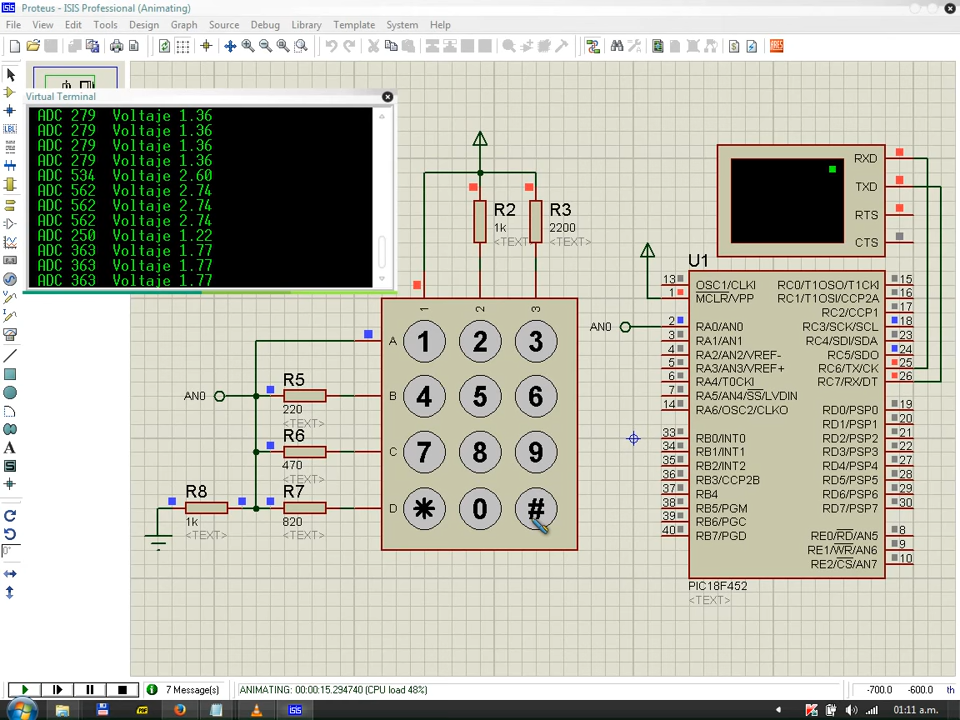 Proteus - ISIS Professional (Animating)
File View Edit Tools Design Graph Source Debug Library Template System Help
Virtual Terminal
ADC 279 Voltaje 1.36
ADC 279 Voltaje 1.36
ADC 279 Voltaje 1.36
ADC 279 Voltaje 1.36
ADC 534 Voltaje 2.60
ADC 562 Voltaje 2.74
ADC 562 Voltaje 2.74
ADC 562 Voltaje 2.74
ADC 250 Voltaje 1.22
ADC 363 Voltaje 1.77
ADC 363 Voltaje 1.77
ADC 363 Voltaje 1.77
R2
1k
<TEXT>
R3
2200
<TEXT>
RXD
TXD
RTS
CTS
1 2 3
A 1 2 3
B 4 5 6
C 7 8 9
D * 0 #
AN0
R5
220
<TEXT>
R6
470
<TEXT>
R7
820
<TEXT>
R8
1k
<TEXT>
U1
AN0
13 OSC1/CLKI
1 MCLR/VPP
2 RA0/AN0
3 RA1/AN1
4 RA2/AN2/VREF-
5 RA3/AN3/VREF+
6 RA4/T0CKI
7 RA5/AN4/SS/LVDIN
14 RA6/OSC2/CLKO
33 RB0/INT0
34 RB1/INT1
35 RB2/INT2
36 RB3/CCP2B
37 RB4
38 RB5/PGM
39 RB6/PGC
40 RB7/PGD
RC0/T1OSO/T1CKI 15
RC1/T1OSI/CCP2A 16
RC2/CCP1 17
RC3/SCK/SCL 18
RC4/SDI/SDA 23
RC5/SDO 24
RC6/TX/CK 25
RC7/RX/DT 26
RD0/PSP0 19
RD1/PSP1 20
RD2/PSP2 21
RD3/PSP3 22
RD4/PSP4 27
RD5/PSP5 28
RD6/PSP6 29
RD7/PSP7 30
RE0/RD/AN5 8
RE1/WR/AN6 9
RE2/CS/AN7 10
PIC18F452
<TEXT>
7 Message(s)
ANIMATING: 00:00:15.294740 (CPU load 48%)
-700.0 -600.0 th
01:11 a.m.